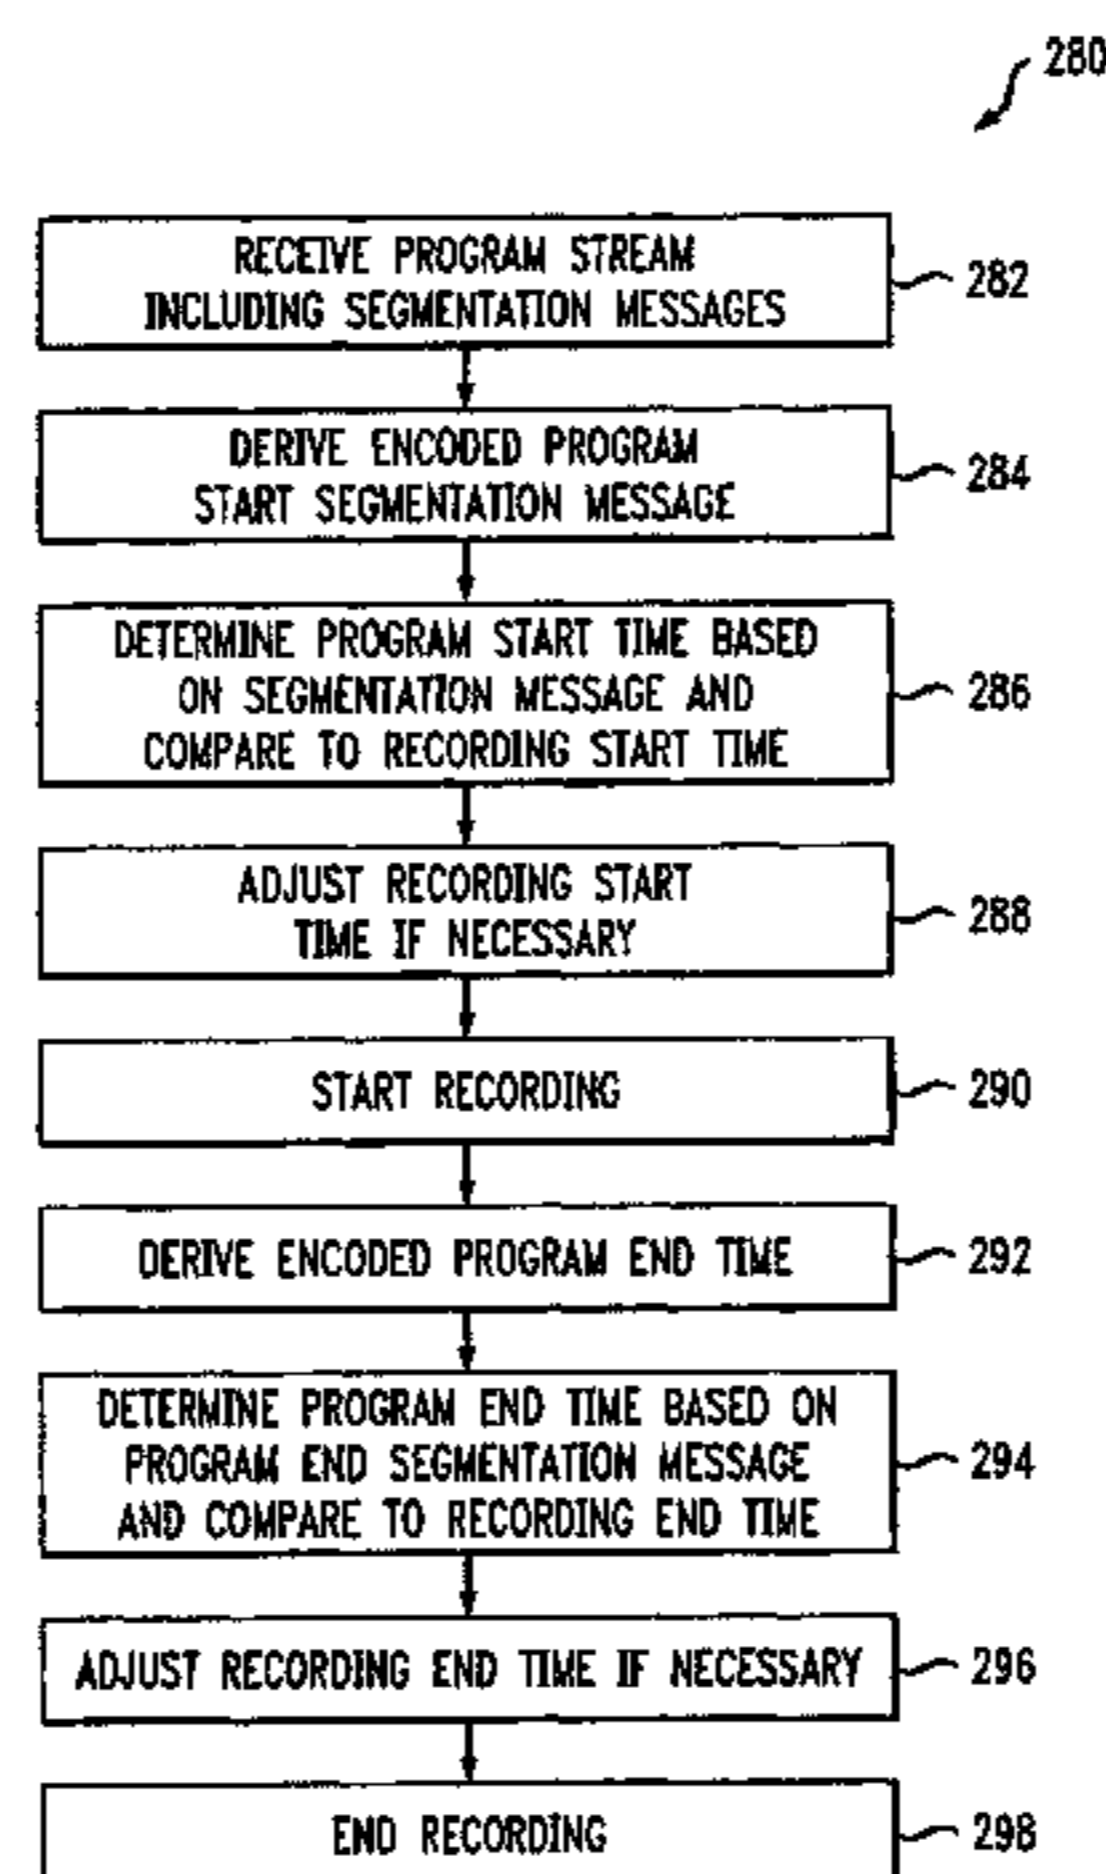 280
RECEIVE PROGRAM STREAM
INCLUDING SEGMENTATION MESSAGES
282
DERIVE ENCODED PROGRAM
START SEGMENTATION MESSAGE
284
DETERMINE PROGRAM START TIME BASED
ON SEGMENTATION MESSAGE AND
COMPARE TO RECORDING START TIME
286
ADJUST RECORDING START
TIME IF NECESSARY
288
START RECORDING
290
DERIVE ENCODED PROGRAM END TIME
292
DETERMINE PROGRAM END TIME BASED ON
PROGRAM END SEGMENTATION MESSAGE
AND COMPARE TO RECORDING END TIME
294
ADJUST RECORDING END TIME IF NECESSARY
296
END RECORDING
298